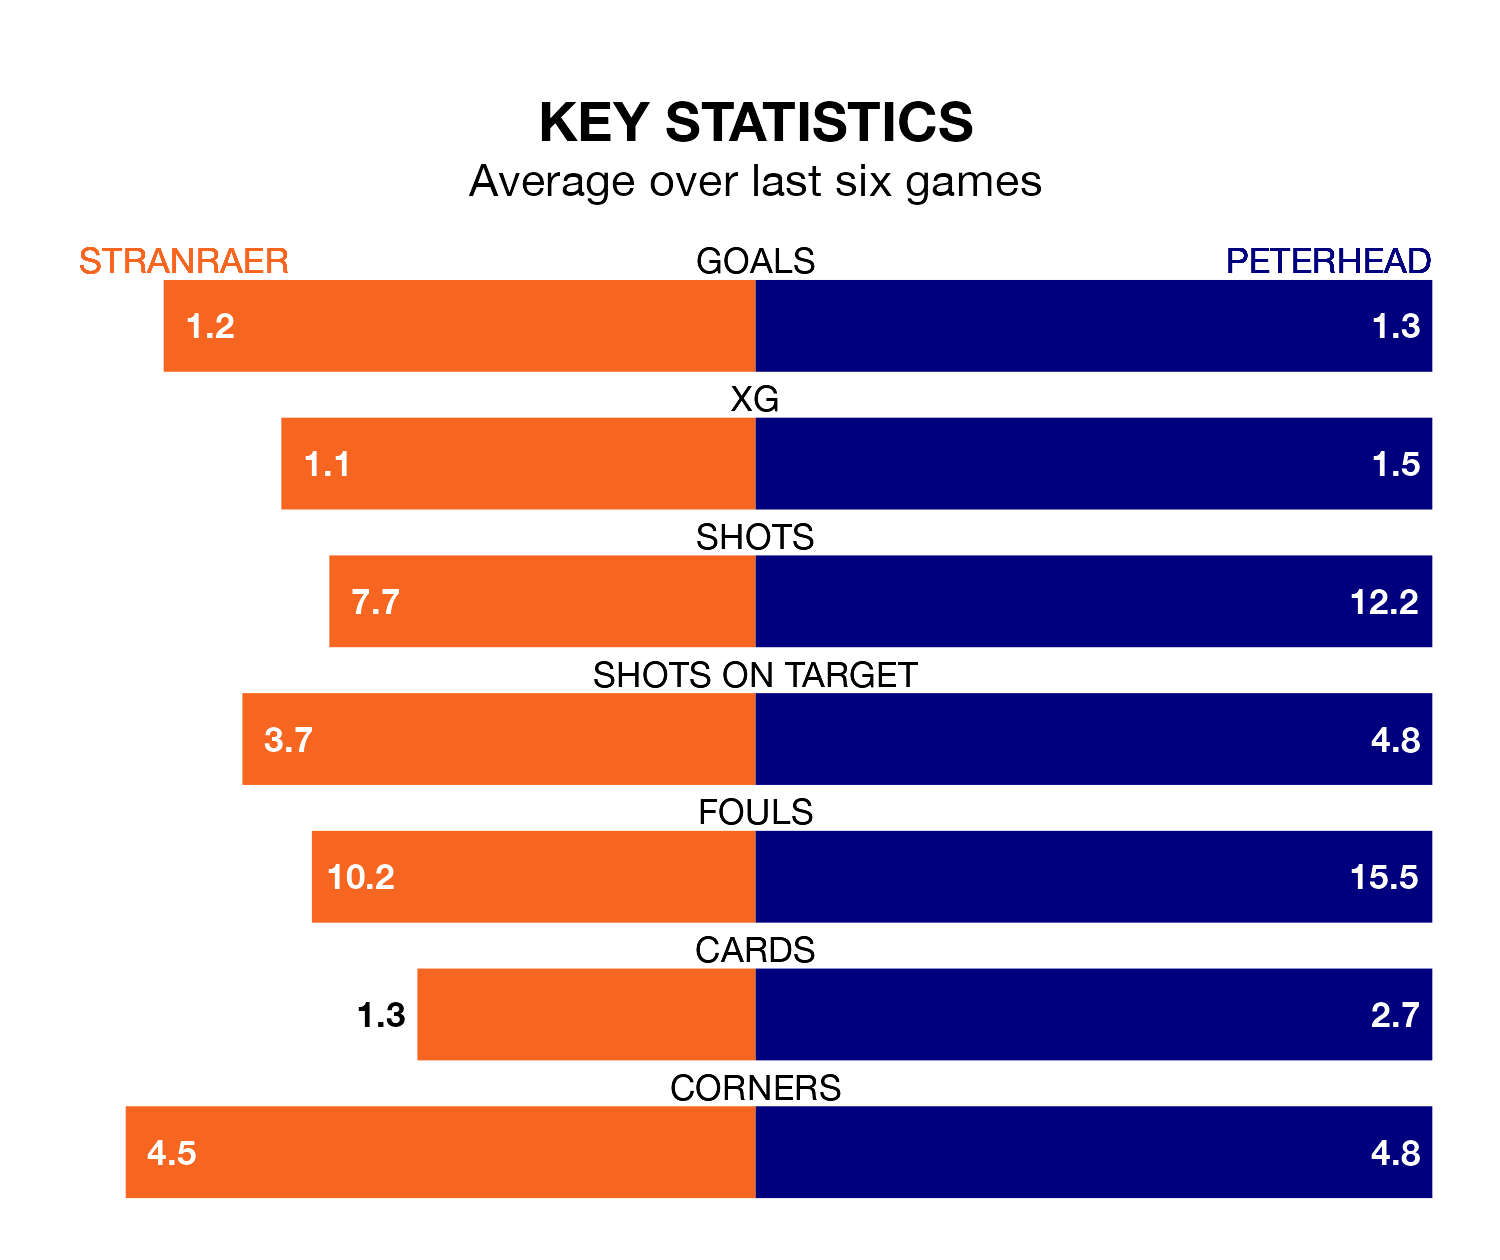 KEY STATISTICS
Average over last six games
STRANRAER GOALS PETERHEAD
1.2 1.3
XG
1.1 1.5
SHOTS
7.7 12.2
SHOTS ON TARGET
3.7 4.8
FOULS
10.2 15.5
CARDS
1.3 2.7
CORNERS
4.5 4.8